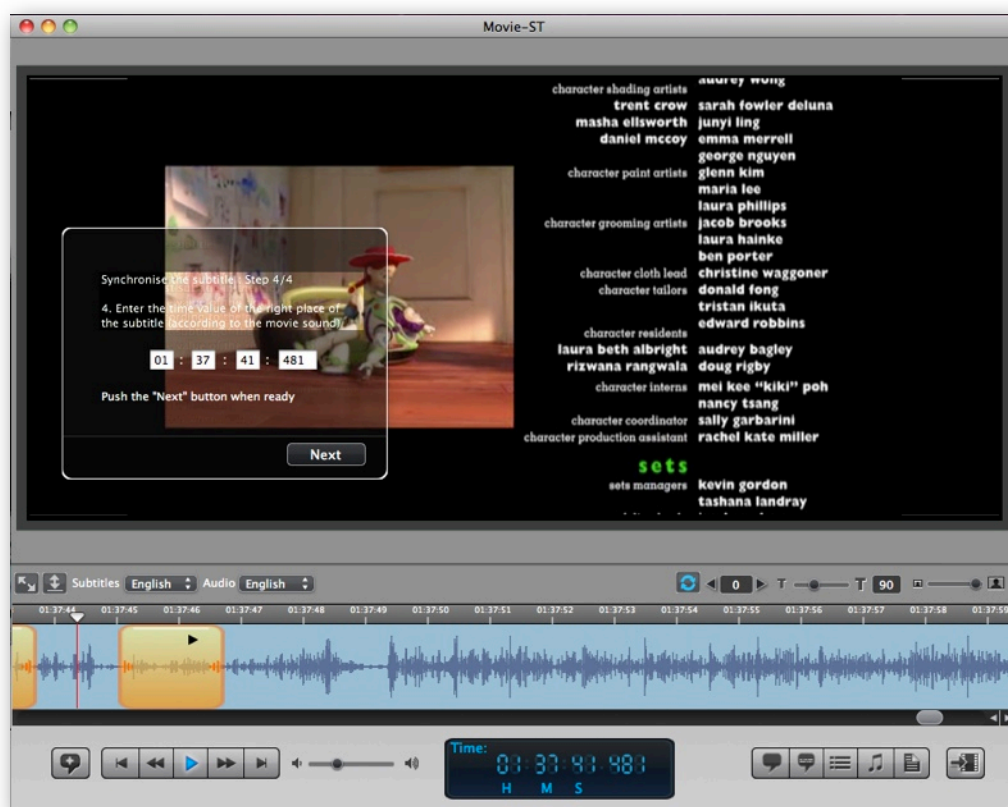 Movie-ST
audrey wong
character shading artists
trent crow sarah fowler deluna
masha ellsworth junyi ling
daniel mccoy emma merrell
george nguyen
character paint artists glenn kim
maria lee
laura phillips
character grooming artists jacob brooks
laura hainke
ben porter
character cloth lead christine waggoner
character tailors donald fong
tristan ikuta
edward robbins
character residents
laura beth albright audrey bagley
rizwana rangwala doug rigby
character interns mei kee “kiki” poh
nancy tsang
character coordinator sally garbarini
character production assistant rachel kate miller
sets
sets managers kevin gordon
tashana landray
Synchronise the subtitle : Step 4/4
4. Enter the time value of the right place of
the subtitle (according to the movie sound)
01 : 37 : 41 : 481
Push the "Next" button when ready
Next
Subtitles English Audio English 0 T T 90
01:37:44 01:37:45 01:37:46 01:37:47 01:37:48 01:37:49 01:37:50 01:37:51 01:37:52 01:37:53 01:37:54 01:37:55 01:37:56 01:37:57 01:37:58 01:37:59
Time:
01:37:41.481
H M S